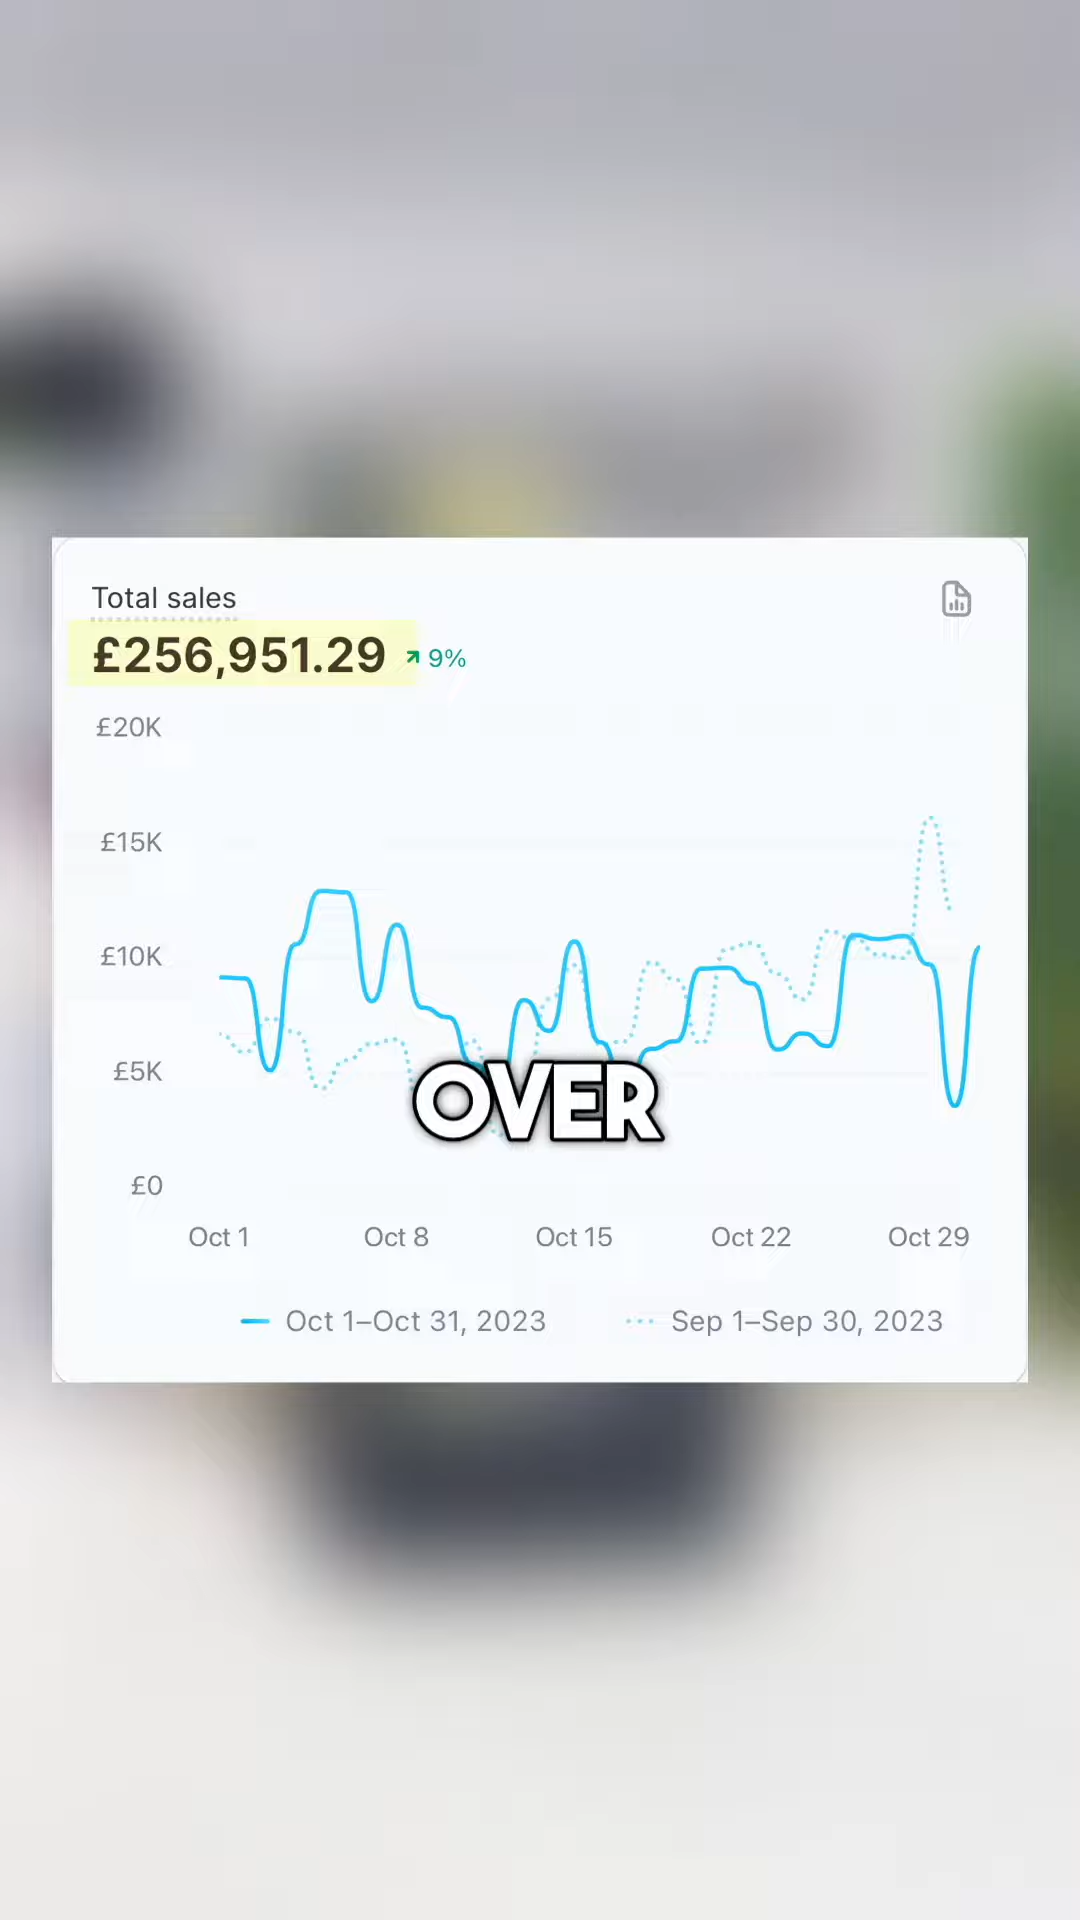 Total sales
£256,951.29 9%
£20K
£15K
£10K
£5K
OVER
£0
Oct 1 Oct 8 Oct 15 Oct 22 Oct 29
Oct 1–Oct 31, 2023 Sep 1–Sep 30, 2023